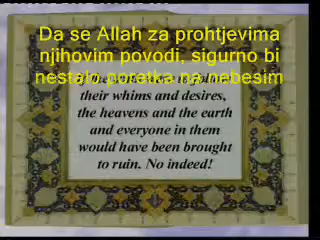 Da se Allah za prohtjevima
njihovim povodi, sigurno bi
nestalo poretka na nebesim
their whims and desires,
the heavens and the earth
and everyone in them
would have been brought
to ruin. No indeed!